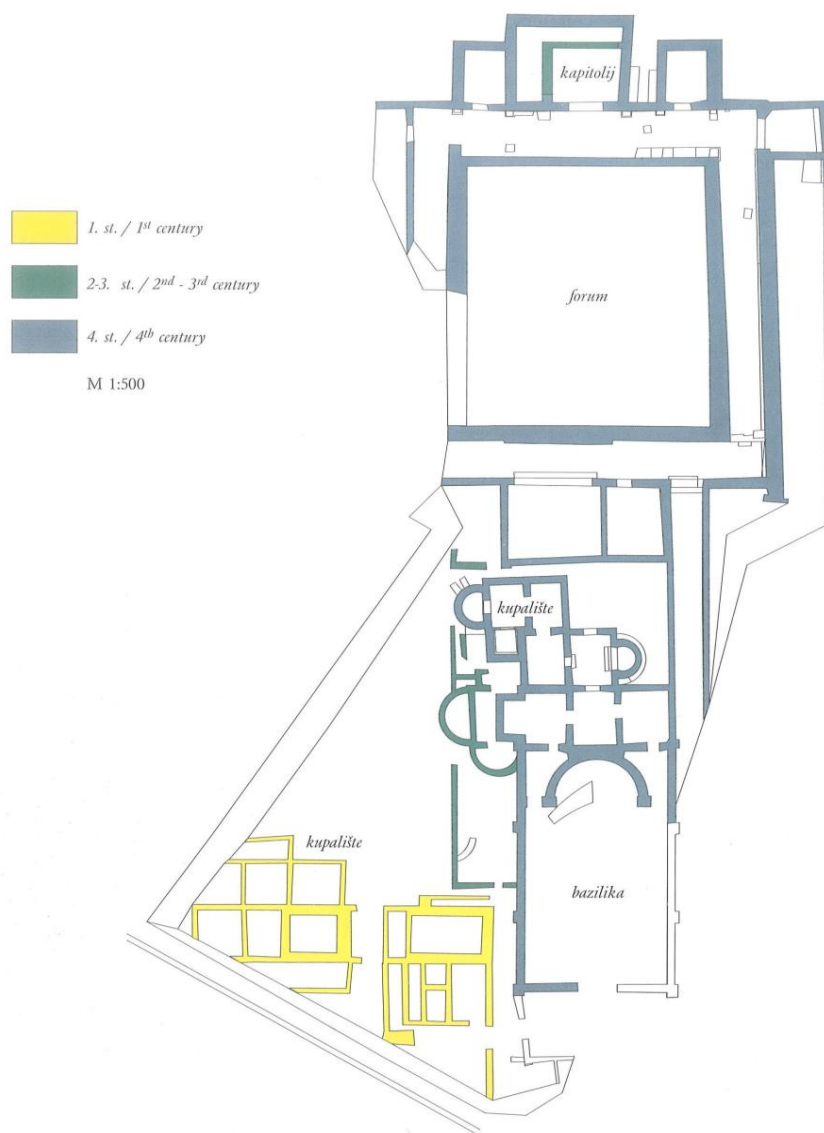 kapitolij
1. st. / 1st century
2-3. st. / 2nd - 3rd century
forum
4. st. / 4th century
M 1:500
kupalište
kupalište
bazilika